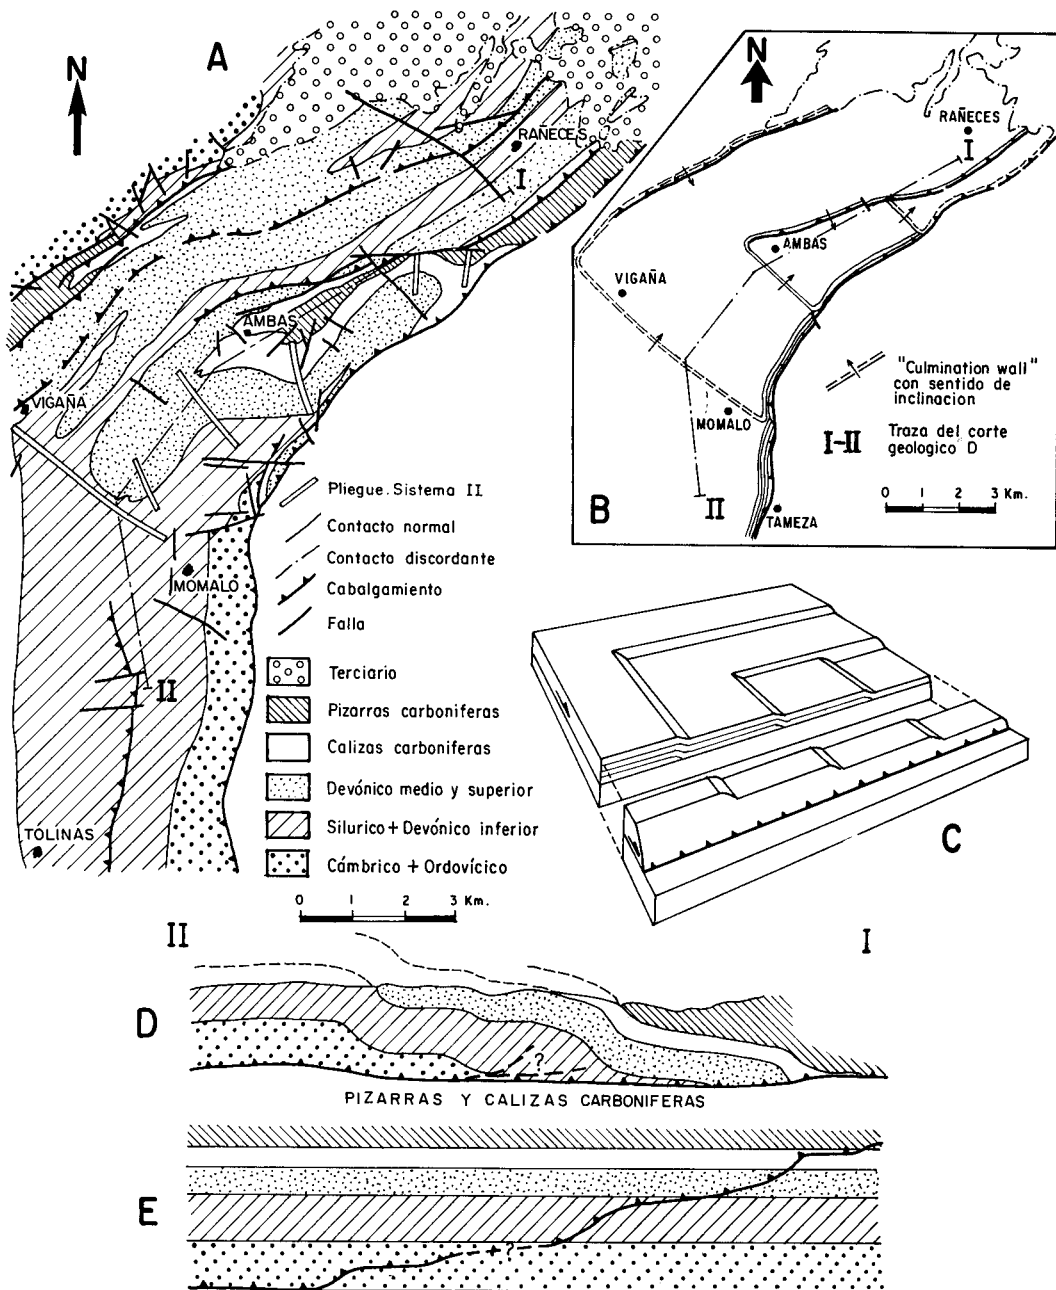 A
N
RAÑECES
I
AMBAS
VIGAÑA
MOMALO
II
TOLINAS
Pliegue. Sistema II
Contacto normal
Contacto discordante
Cabalgamiento
Falla
Terciario
Pizarras carboniferas
Calizas carboniferas
Devónico medio y superior
Silurico + Devónico inferior
Cámbrico + Ordovícico
0 1 2 3 Km.
N
RAÑECES
I
AMBAS
VIGAÑA
"Culmination wall"
con sentido de
inclinacion
MOMALO
I-II Traza del corte
geologico D
0 1 2 3 Km.
B
II
TAMEZA
C
II
I
D
?
PIZARRAS Y CALIZAS CARBONIFERAS
E
?